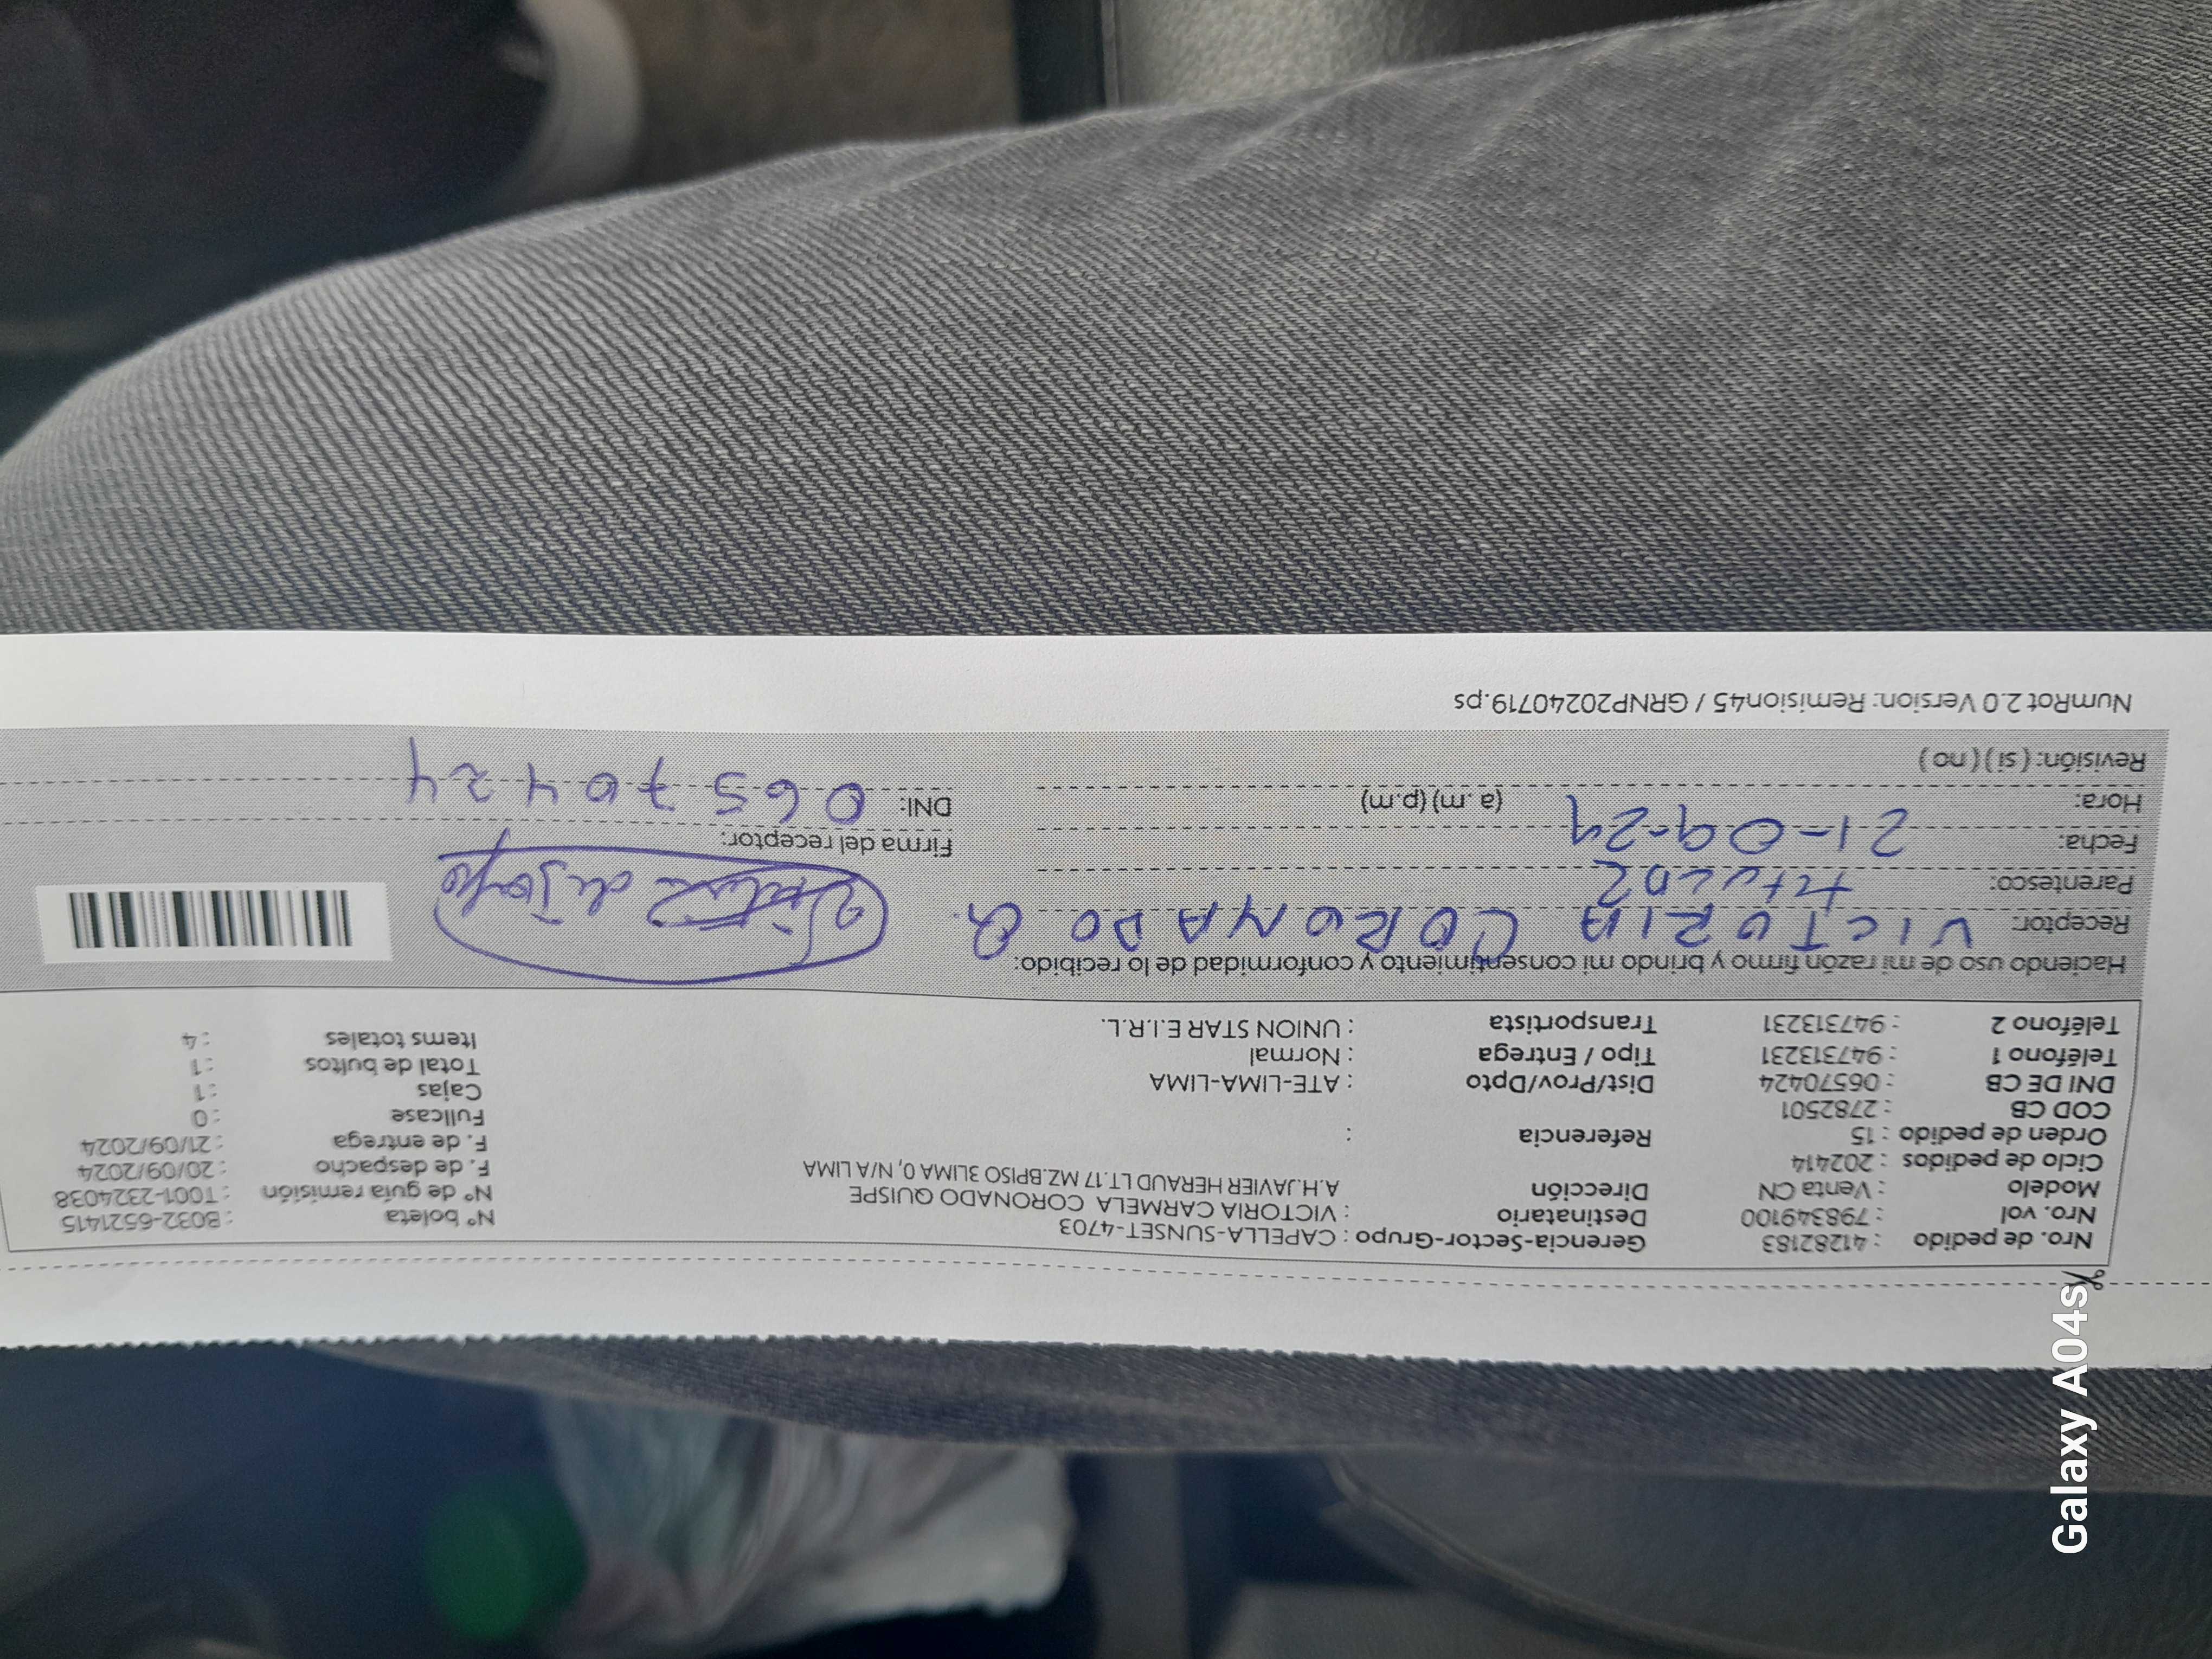 Nro. de pedido : 41282183 Gerencia-Sector-Grupo : CAPELLA-SUNSET-4703 N° boleta : B032-6521415
Nro. vol : 798349100 Destinatario : VICTORIA CARMELA CORONADO QUISPE N° de guía remisión : T001-2324038
Modelo : Venta CN Dirección A.H.JAVIER HERAUD LT.17 MZ.BPISO 3LIMA 0, N/A LIMA F. de despacho : 20/09/2024
Ciclo de pedidos : 202414 F. de entrega : 21/09/2024
Orden de pedido : 15 Referencia : Fullcase : 0
COD CB : 2782501 Cajas : 1
DNI DE CB : 06570424 Dist/Prov/Dpto : ATE-LIMA-LIMA Total de bultos : 1
Teléfono 1 : 947313231 Tipo / Entrega : Normal Items totales : 4
Teléfono 2 : 947313231 Transportista : UNION STAR E.I.R.L.
Haciendo uso de mi razón firmo y brindo mi consentimiento y conformidad de lo recibido:
Receptor: VICTORIA CORONADO Q.
Parentesco:
Fecha: 21-09-24 Firma del receptor:
Hora: (a .m) (p.m) DNI: 06570424
Revisión: ( si ) ( no )
NumRot 2.0 Version: Remision45 / GRNP20240719.ps
Galaxy A04s